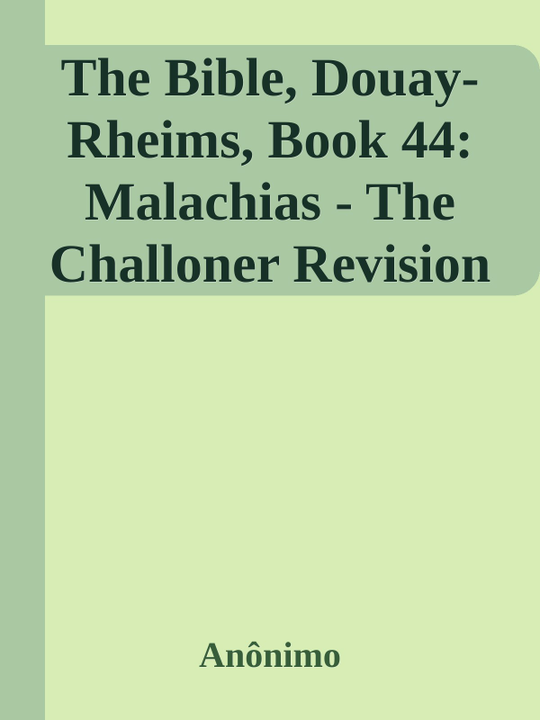 The Bible, Douay-
Rheims, Book 44:
Malachias - The
Challoner Revision
Anônimo